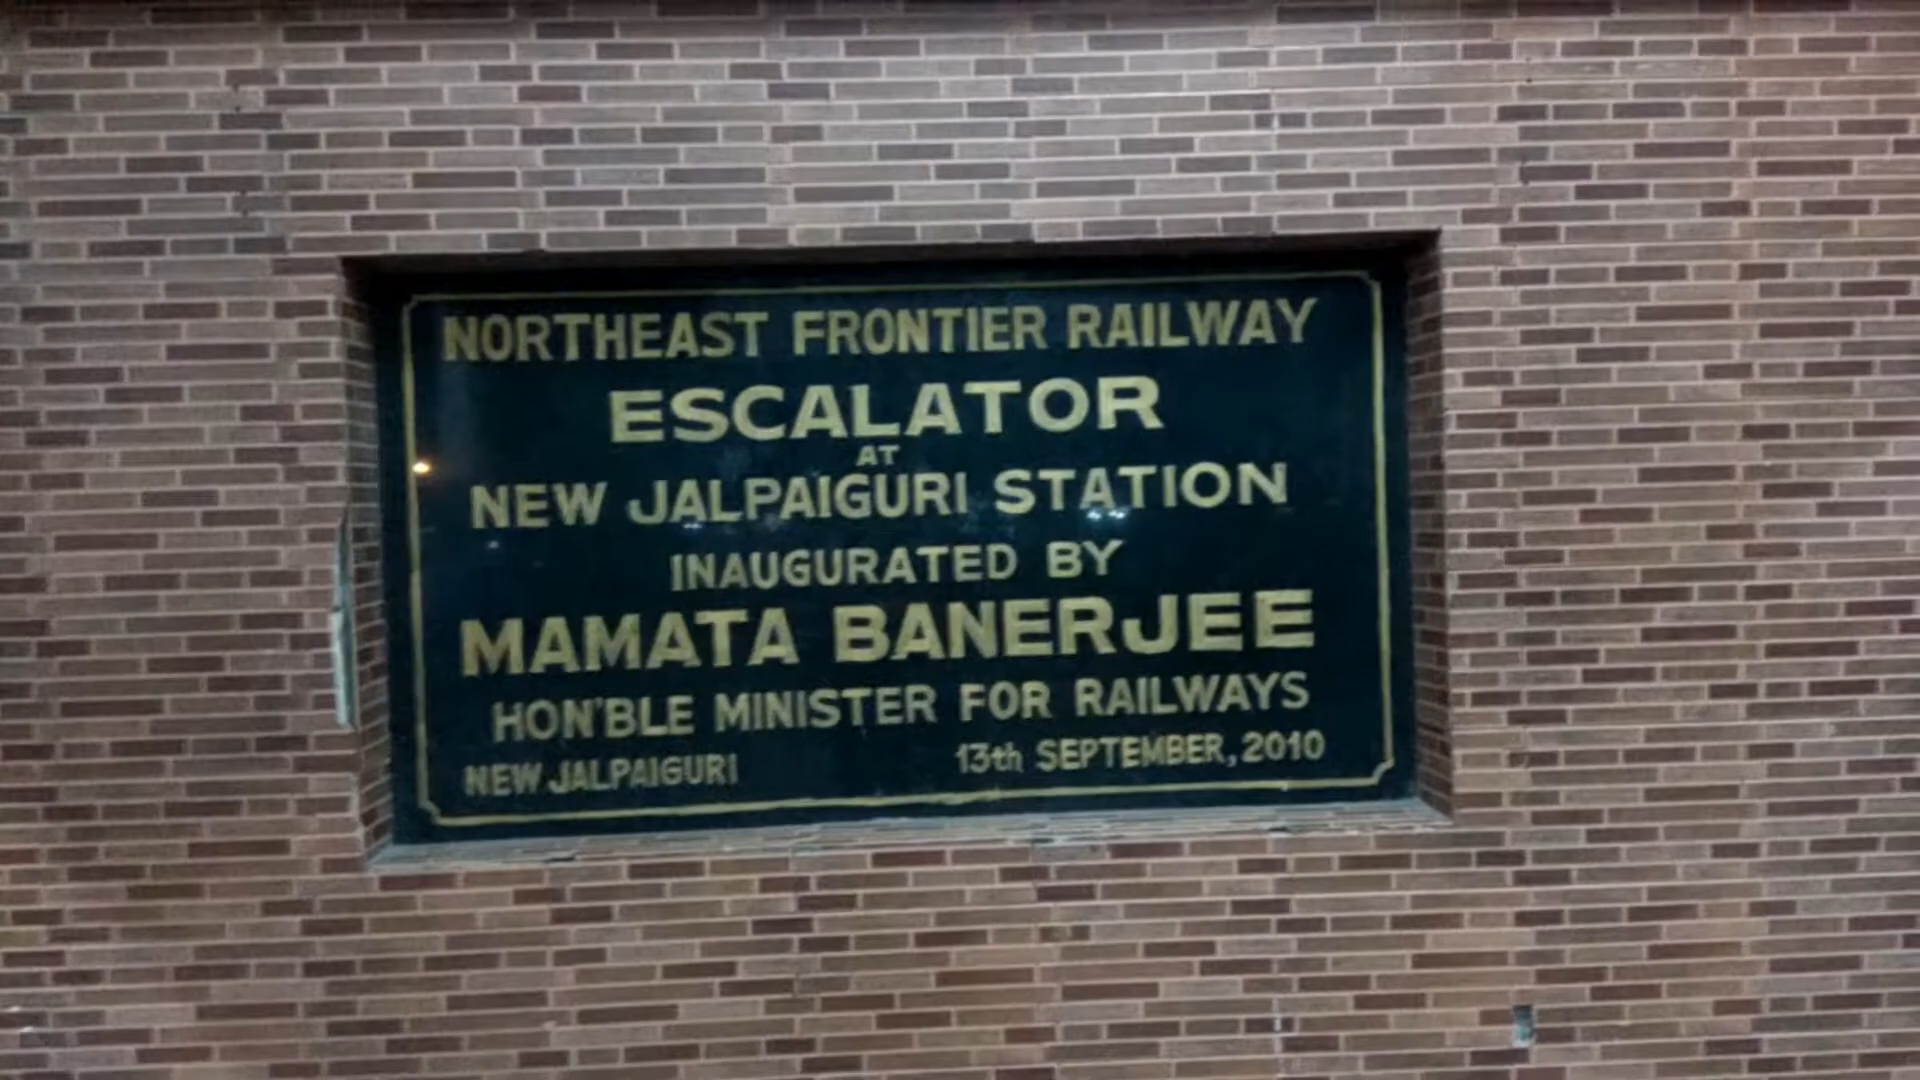 NORTHEAST FRONTIER RAILWAY
ESCALATOR
AT
NEW JALPAIGURI STATION
INAUGURATED BY
MAMATA BANERJEE
HON'BLE MINISTER FOR RAILWAYS
NEW JALPAIGURI 13th SEPTEMBER, 2010